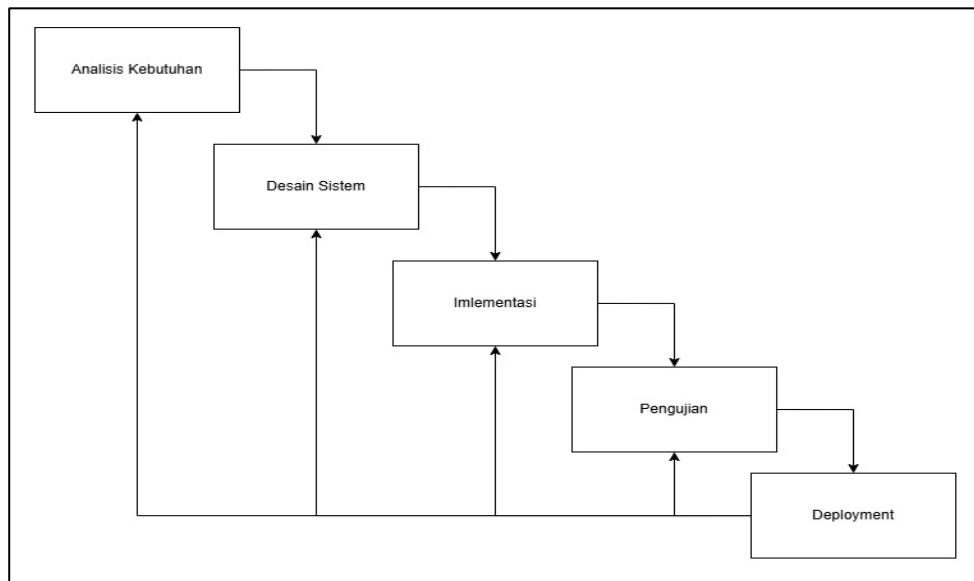 Analisis Kebutuhan
Desain Sistem
Imlementasi
Pengujian
Deployment